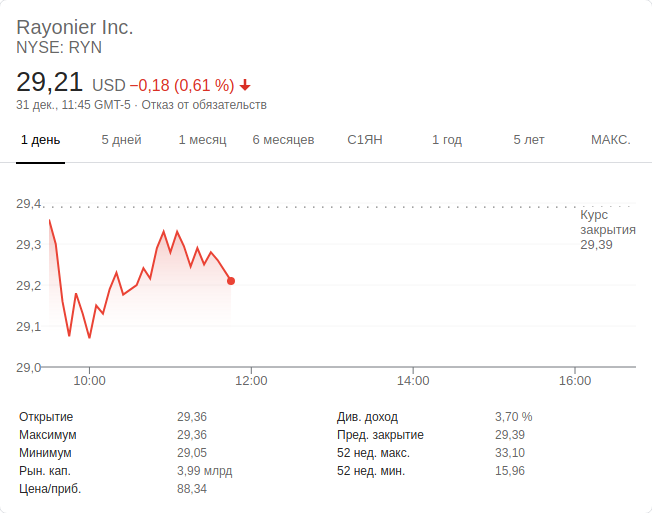 Rayonier Inc.
NYSE: RYN
29,21 USD −0,18 (0,61 %)
31 дек., 11:45 GMT-5 · Отказ от обязательств
1 день 5 дней 1 месяц 6 месяцев С1ЯН 1 год 5 лет МАКС.
29,4
Курс
закрытия
29,39
29,3
29,2
29,1
29,0
10:00 12:00 14:00 16:00
Открытие 29,36 Див. доход 3,70 %
Максимум 29,36 Пред. закрытие 29,39
Минимум 29,05 52 нед. макс. 33,10
Рын. кап. 3,99 млрд 52 нед. мин. 15,96
Цена/приб. 88,34